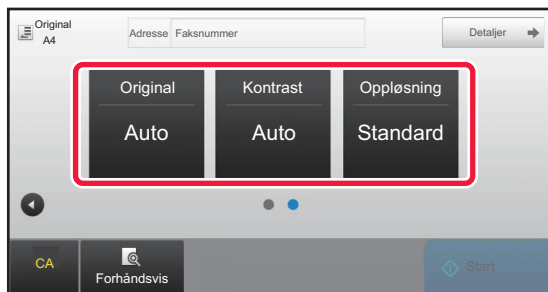 Original
A4
Adresse Faksnummer
Detaljer
Original
Auto
Kontrast
Auto
Oppløsning
Standard
CA
Forhåndsvis
Start